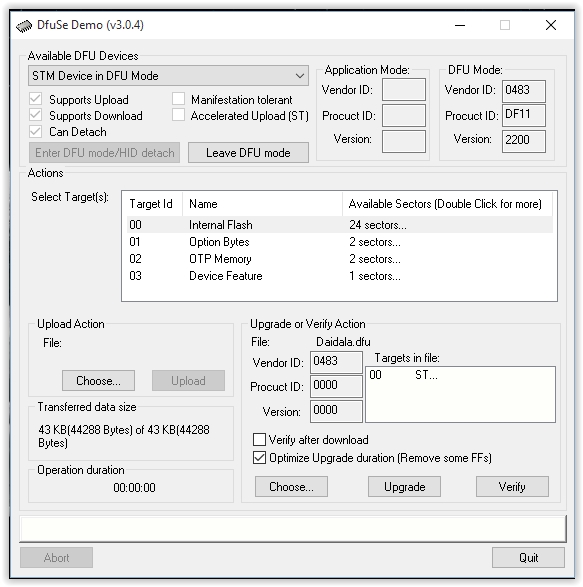 DfuSe Demo (v3.0.4)
Available DFU Devices
STM Device in DFU Mode
Supports Upload
Manifestation tolerant
Supports Download
Accelerated Upload (ST)
Can Detach
Enter DFU mode/HID detach
Leave DFU mode
Application Mode:
Vendor ID:
Procuct ID:
Version:
DFU Mode:
Vendor ID: 0483
Procuct ID: DF11
Version: 2200
Actions
Select Target(s):
Target Id Name Available Sectors (Double Click for more)
00 Internal Flash 24 sectors...
01 Option Bytes 2 sectors...
02 OTP Memory 2 sectors...
03 Device Feature 1 sectors...
Upload Action
File:
Choose...
Upload
Transferred data size
43 KB(44288 Bytes) of 43 KB(44288
Bytes)
Operation duration
00:00:00
Upgrade or Verify Action
File: Daidala.dfu
Vendor ID: 0483
Procuct ID: 0000
Version: 0000
Targets in file:
00 ST...
Verify after download
Optimize Upgrade duration (Remove some FFs)
Choose...
Upgrade
Verify
Abort
Quit